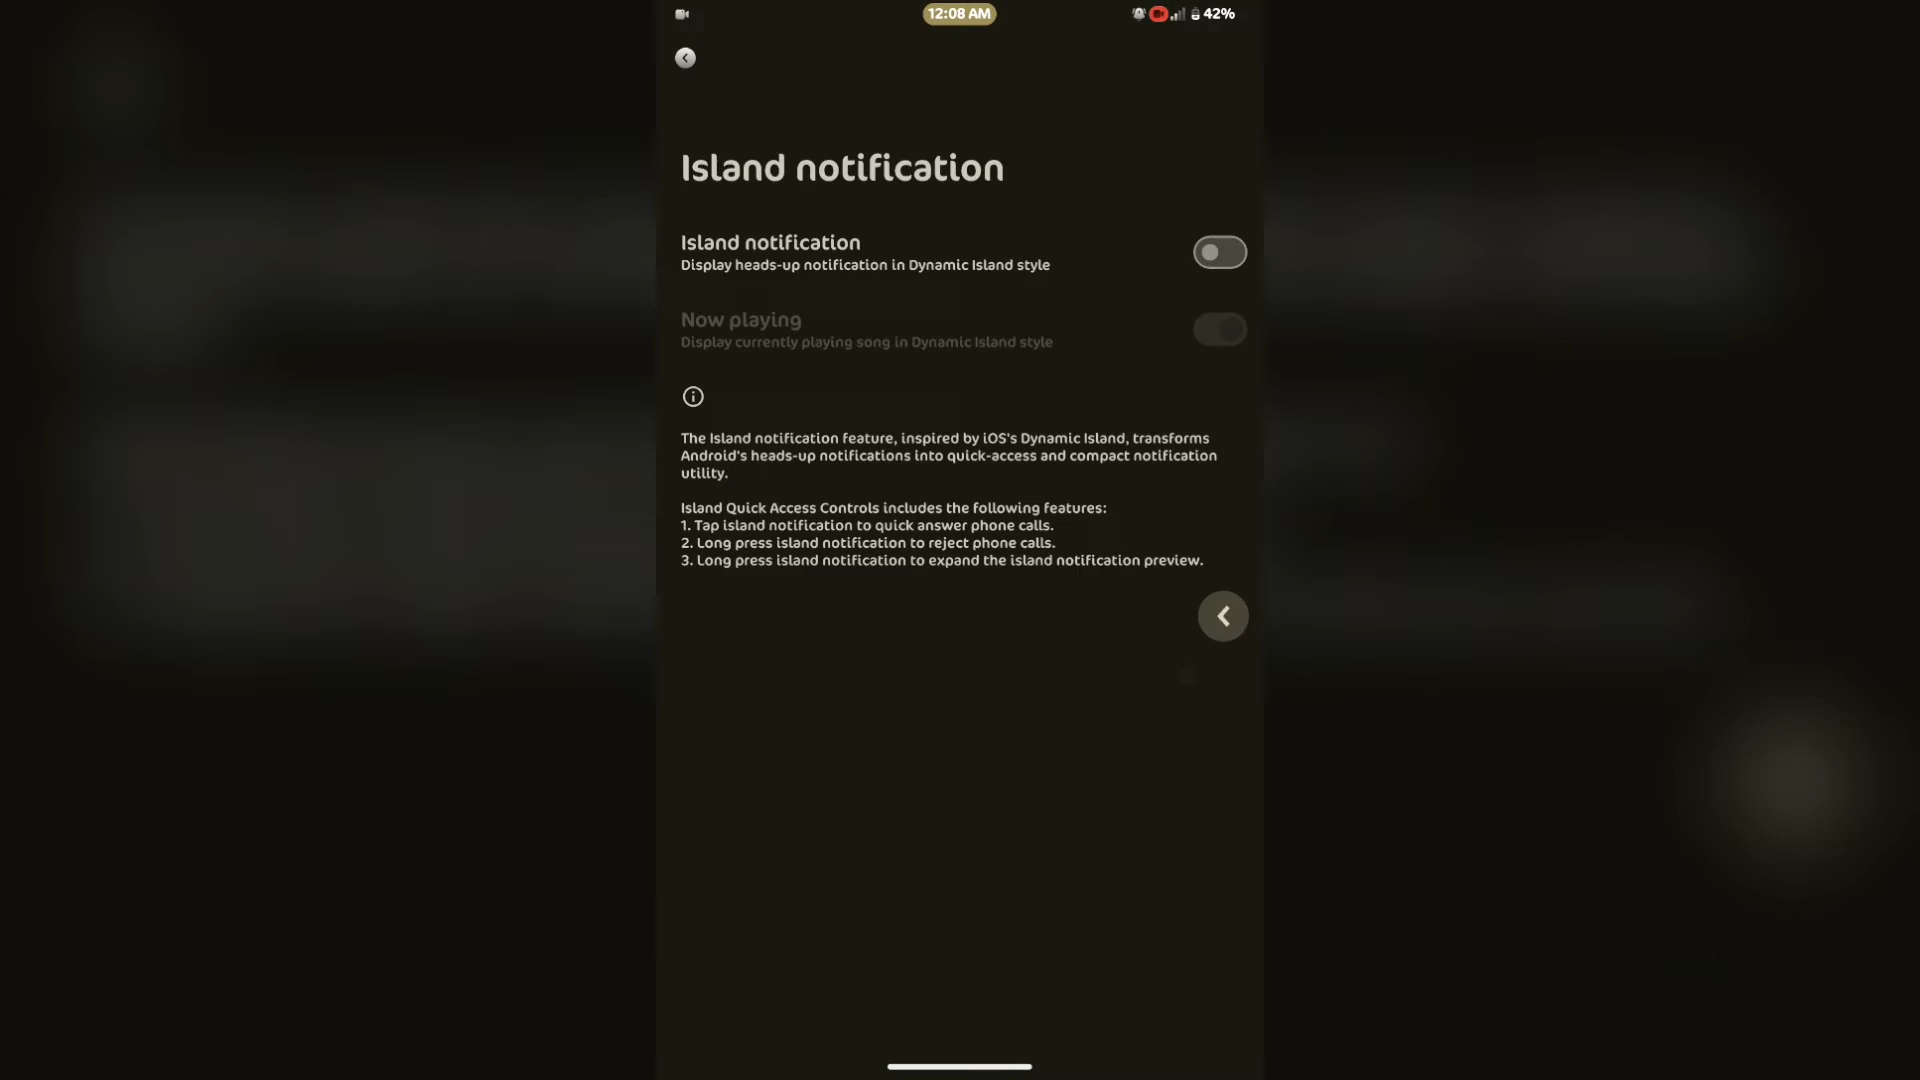 12:08 AM
42%
Island notification
Island notification
Display heads-up notification in Dynamic Island style
Now playing
Display currently playing song in Dynamic Island style
The Island notification feature, inspired by iOS's Dynamic Island, transforms
Android's heads-up notifications into quick-access and compact notification
utility.
Island Quick Access Controls includes the following features:
1. Tap island notification to quick answer phone calls.
2. Long press island notification to reject phone calls.
3. Long press island notification to expand the island notification preview.